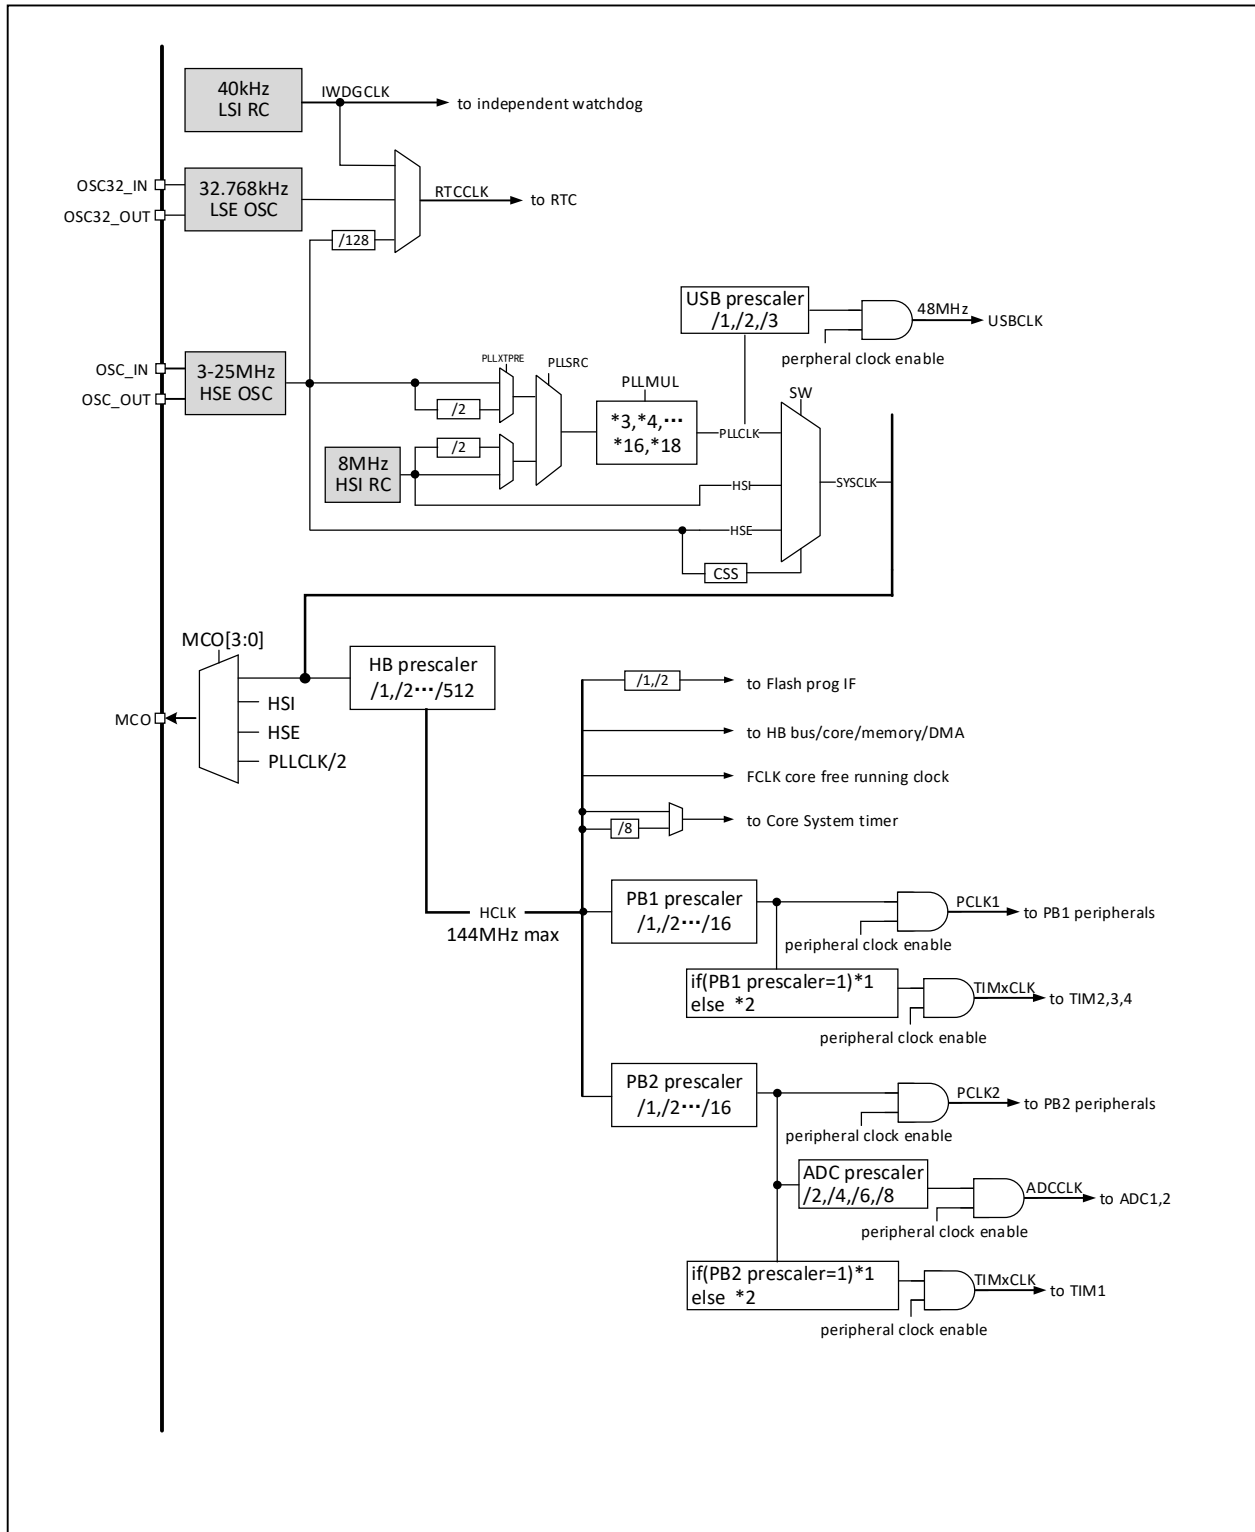 40kHz
LSI RC
IWDGCLK
to independent watchdog
OSC32_IN
OSC32_OUT
32.768kHz
LSE OSC
RTCCLK
to RTC
/128
USB prescaler
/1,/2,/3
48MHz
USBCLK
perpheral clock enable
OSC_IN
OSC_OUT
3-25MHz
HSE OSC
PLLXTPRE
PLLSRC
/2
PLLMUL
*3,*4,···
*16,*18
SW
PLLCLK
/2
8MHz
HSI RC
HSI
SYSCLK
HSE
CSS
MCO[3:0]
HB prescaler
/1,/2···/512
MCO
HSI
HSE
PLLCLK/2
/1,/2
to Flash prog IF
to HB bus/core/memory/DMA
FCLK core free running clock
/8
to Core System timer
HCLK
144MHz max
PB1 prescaler
/1,/2···/16
PCLK1
to PB1 peripherals
peripheral clock enable
if(PB1 prescaler=1)*1
else *2
TIMxCLK
to TIM2,3,4
peripheral clock enable
PB2 prescaler
/1,/2···/16
PCLK2
to PB2 peripherals
peripheral clock enable
ADC prescaler
/2,/4,/6,/8
ADCCLK
to ADC1,2
peripheral clock enable
if(PB2 prescaler=1)*1
else *2
TIMxCLK
to TIM1
peripheral clock enable